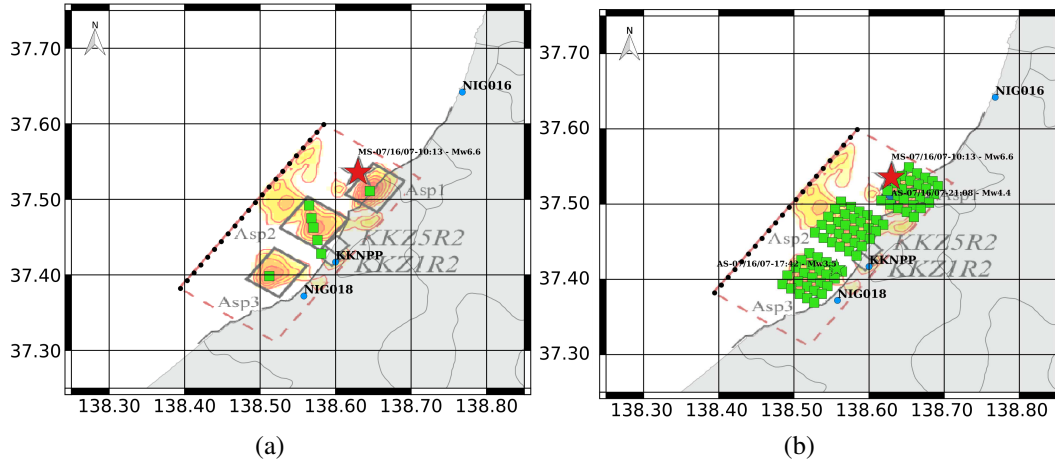 N
37.70
NIG016
37.60
MS-07/16/07-10:13 - Mw6.6
37.50
Asp1
Asp2
KKZ5R2
KKNPP
KKZ1R2
37.40
Asp3
NIG018
37.30
138.30 138.40 138.50 138.60 138.70 138.80
(a)
N
37.70
NIG016
37.60
MS-07/16/07-10:13 - Mw6.6
37.50
AS-07/16/07-21:08 - Mw4.4
Asp1
Asp2
KKZ5R2
AS-07/16/07-17:42 - Mw3.5
KKNPP
KKZ1R2
37.40
Asp3
NIG018
37.30
138.30 138.40 138.50 138.60 138.70 138.80
(b)